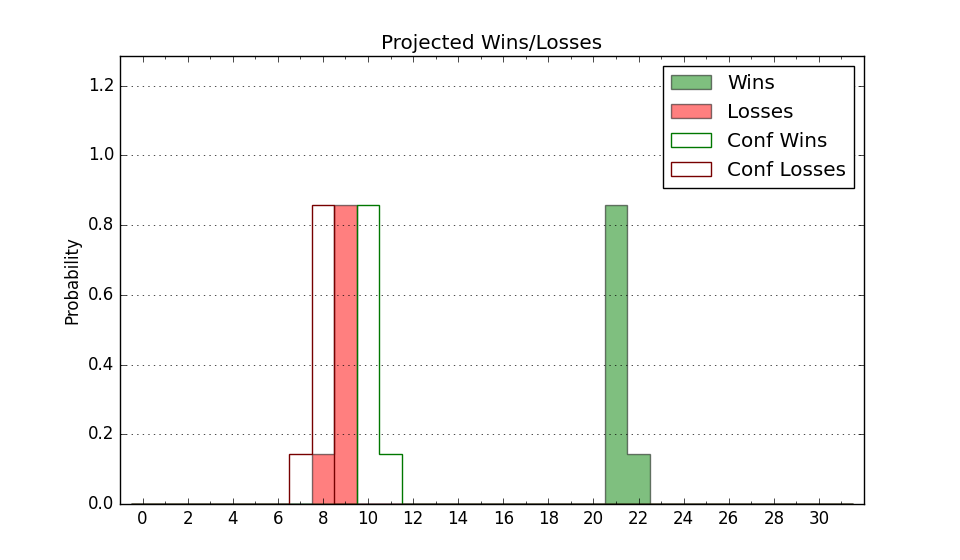 Projected Wins/Losses
Wins
Losses
Conf Wins
Conf Losses
Probability
1.2
1.0
0.8
0.6
0.4
0.2
0.0
0 2 4 6 8 10 12 14 16 18 20 22 24 26 28 30